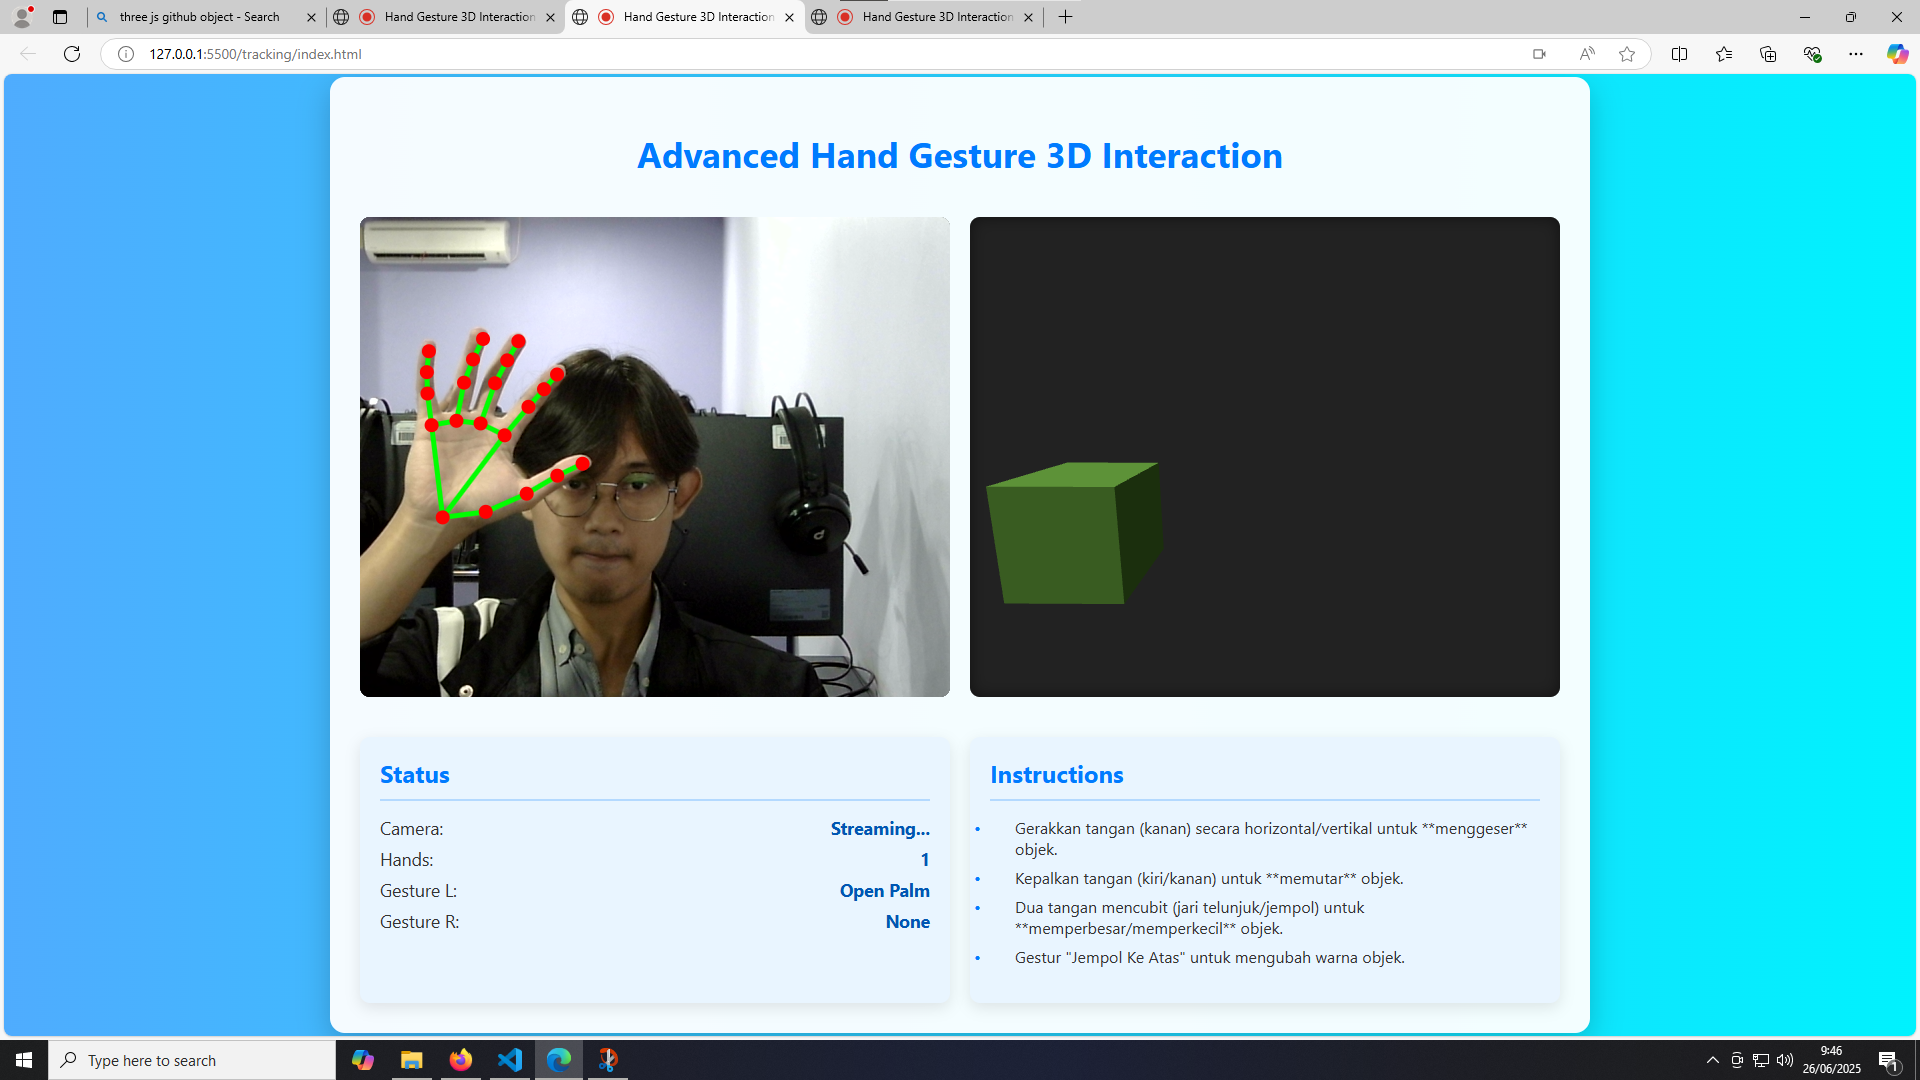 three js github object - Search
Hand Gesture 3D Interaction
Hand Gesture 3D Interaction
Hand Gesture 3D Interaction
127.0.0.1:5500/tracking/index.html
Advanced Hand Gesture 3D Interaction
Status
Camera: Streaming...
Hands: 1
Gesture L: Open Palm
Gesture R: None
Instructions
• Gerakkan tangan (kanan) secara horizontal/vertikal untuk **menggeser**
objek.
• Kepalkan tangan (kiri/kanan) untuk **memutar** objek.
• Dua tangan mencubit (jari telunjuk/jempol) untuk
**memperbesar/memperkecil** objek.
• Gestur "Jempol Ke Atas" untuk mengubah warna objek.
Type here to search
9:46
26/06/2025
1